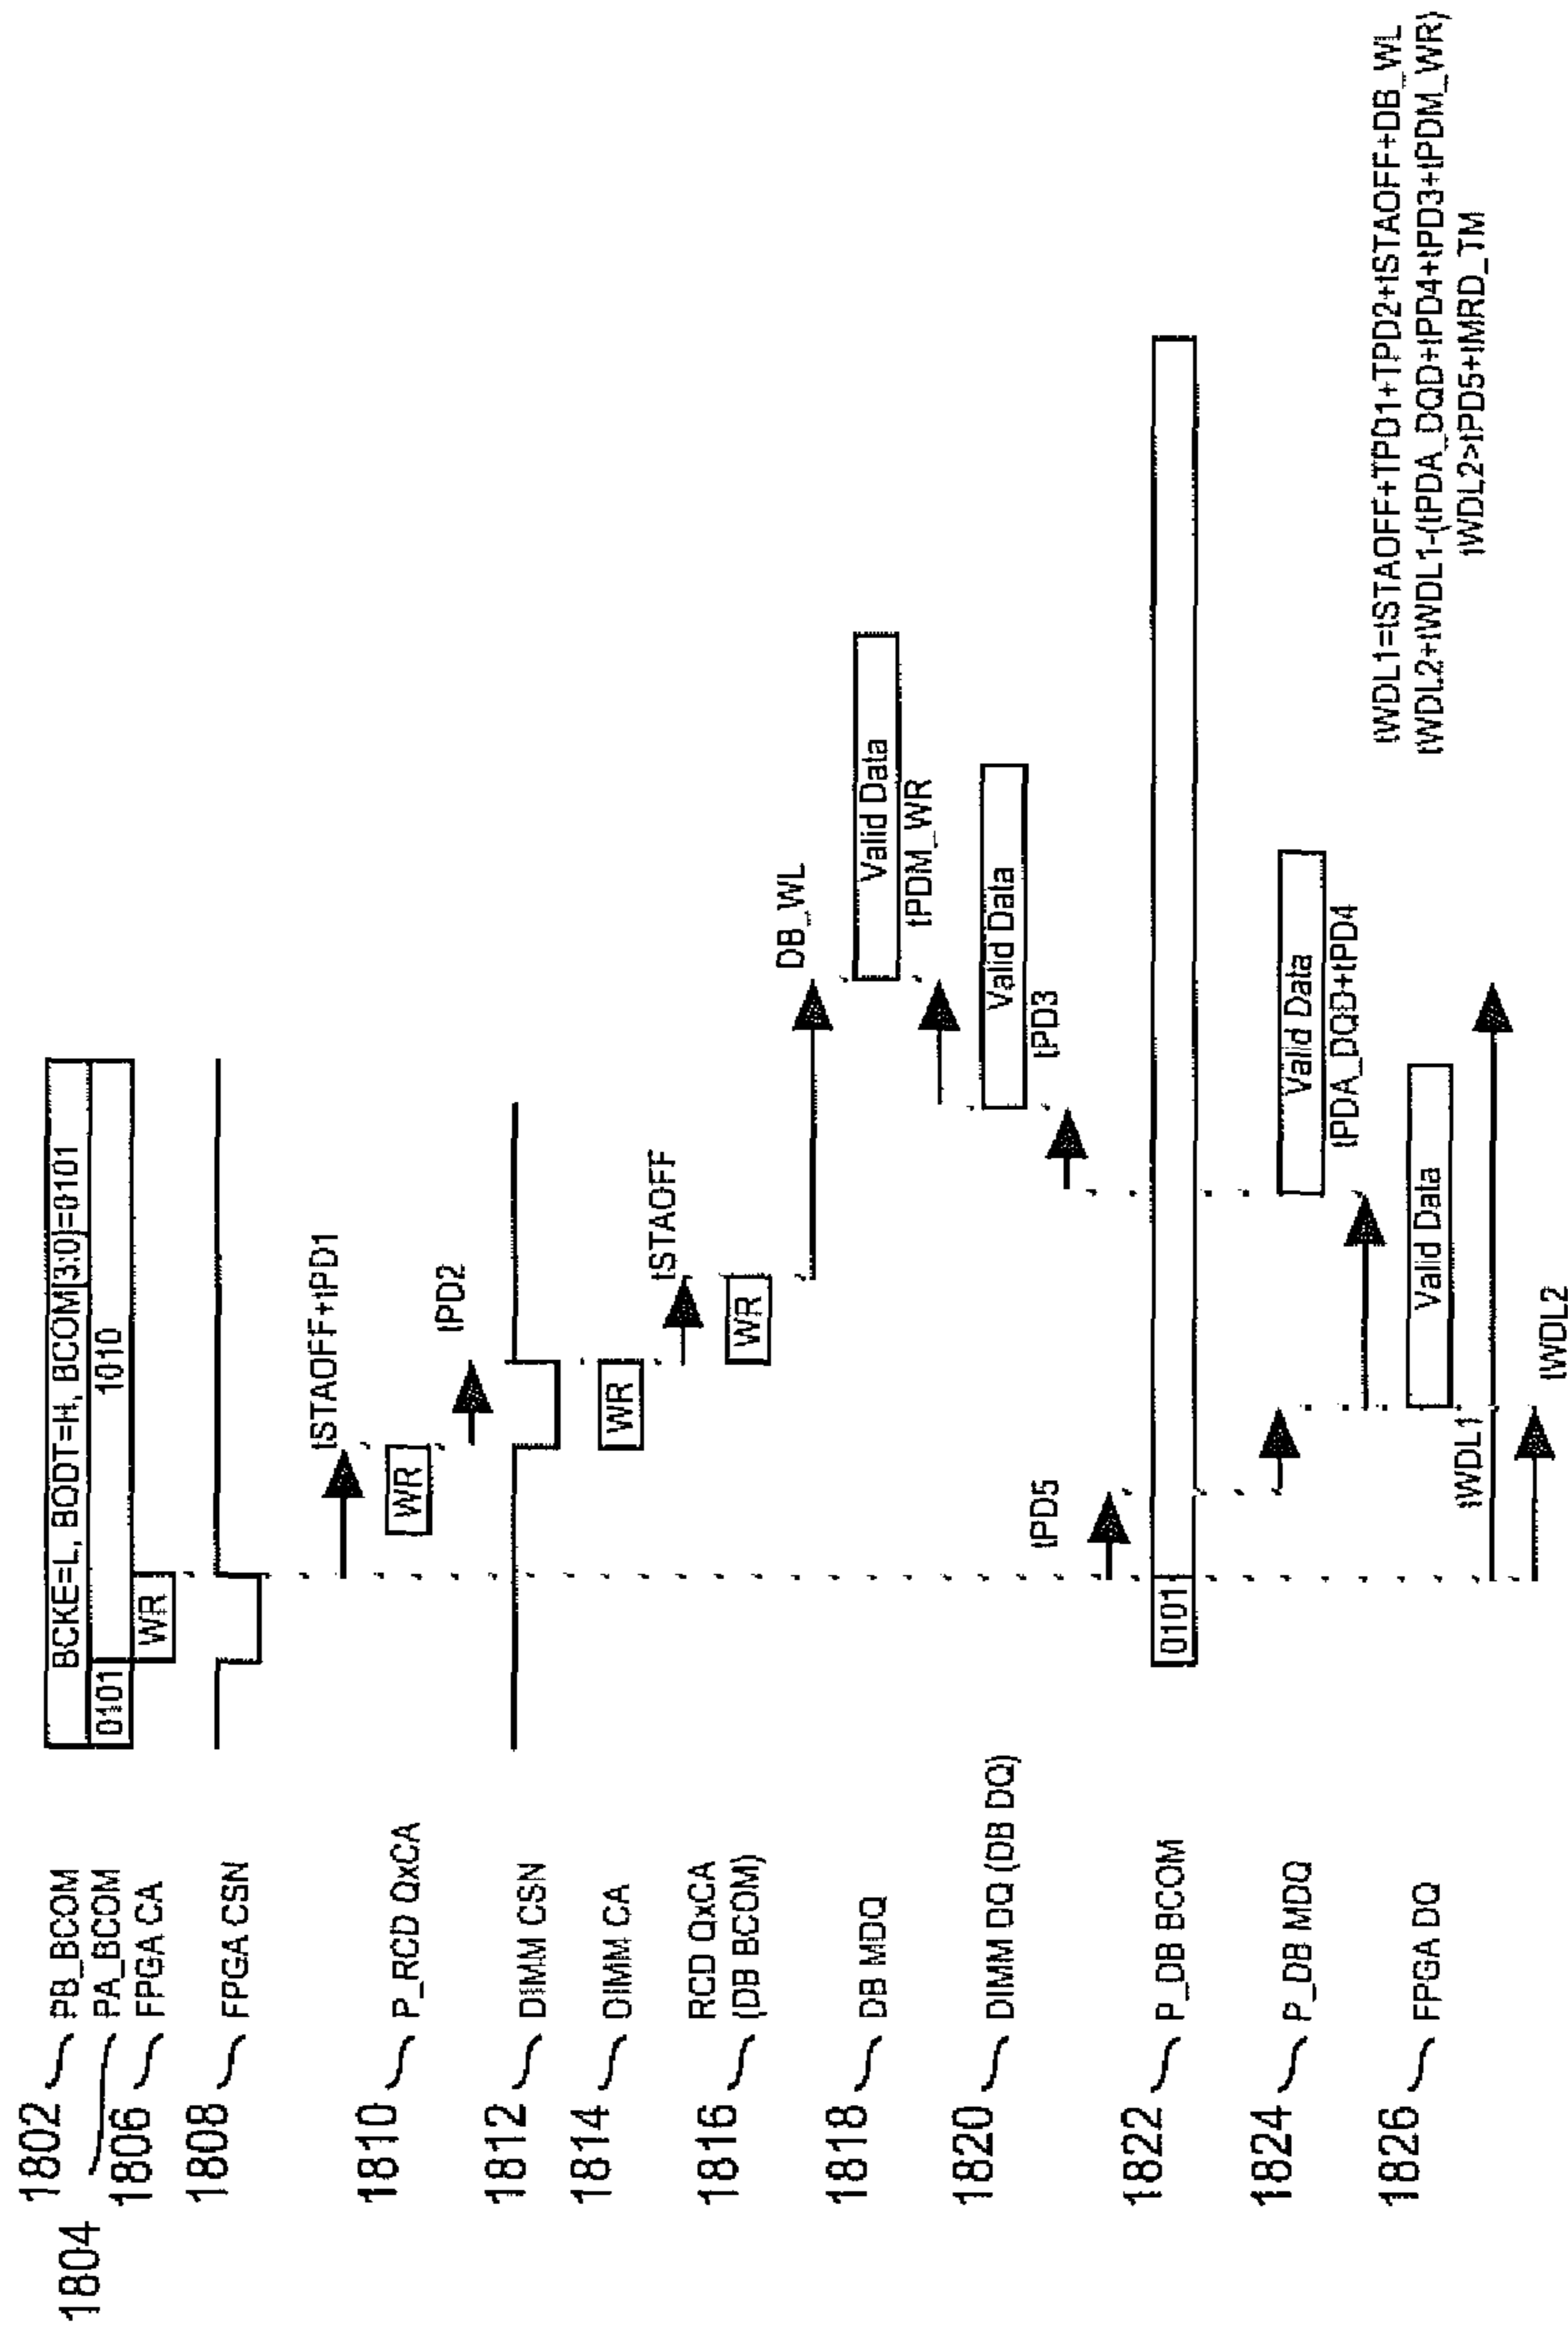 1802 PB_BCOM
BCKE=L, BODT=H, BCOM[3:0]=0101
1804 PA_BCOM
0101
1010
1806 FPGA CA
WR
1808 FPGA CSN
tSTAOFF+tPD1
1810 P_RCD QxCA
WR
tPD2
1812 DIMM CSN
1814 DIMM CA
WR
tSTAOFF
1816 RCD QxCA
(DB BCOM)
WR
DB_WL
1818 DB MDQ
Valid Data
tPDM_WR
1820 DIMM DQ (DB DQ)
Valid Data
tPD3
tPD5
1822 P_DB BCOM
0101
1824 P_DB MDQ
Valid Data
tPDA_DQD+tPD4
1826 FPGA DQ
Valid Data
tWDL1
tWDL2
tWDL1=tSTAOFF+TPD1+TPD2+tSTAOFF+DB_WL
tWDL2+tWDL1-(tPDA_DQD+tPD4+tPD3+tPDM_WR)
tWDL2>tPD5+tMRD_TM